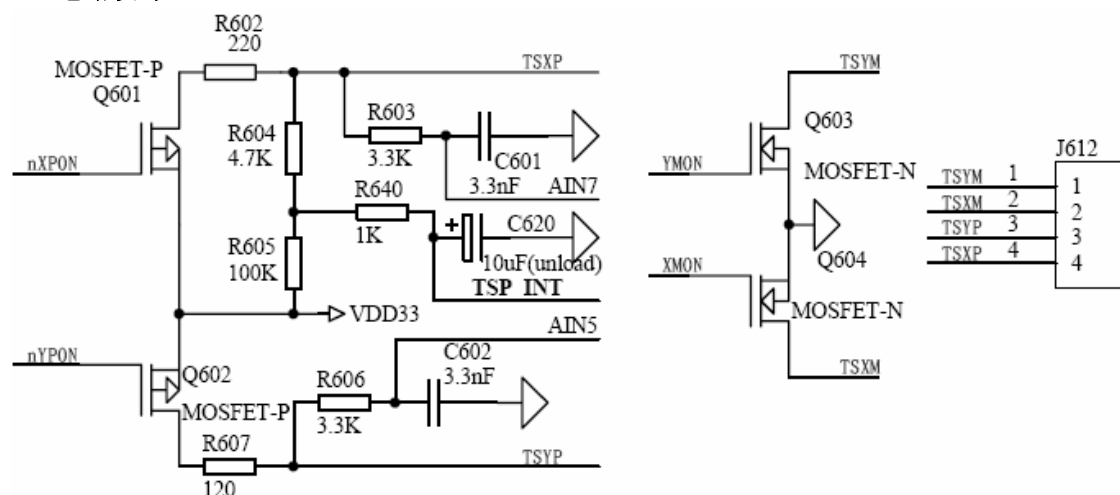 R602
220
MOSFET-P
Q601
TSXP
R603
3.3K
C601
3.3nF
AIN7
nXPON
R604
4.7K
R640
1K
R605
100K
+
C620
10uF(unload)
TSP INT
VDD33
AIN5
nYPON
Q602
MOSFET-P
R606
3.3K
C602
3.3nF
R607
120
TSYP
TSYM
Q603
MOSFET-N
YMON
XMON
Q604
MOSFET-N
TSXM
J612
TSYM 1 1
TSXM 2 2
TSYP 3 3
TSXP 4 4